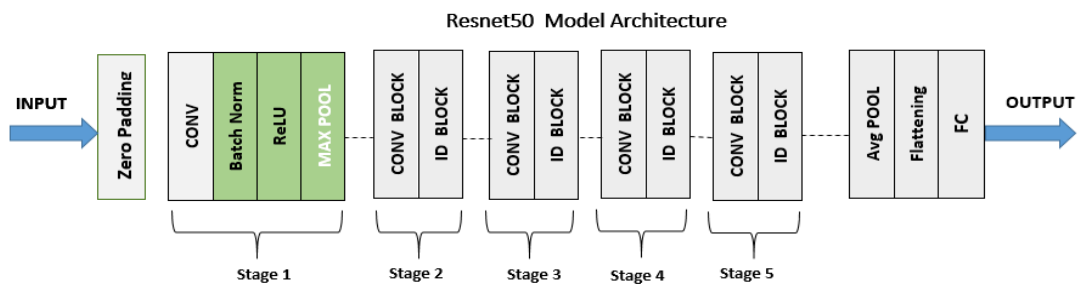 Resnet50 Model Architecture
INPUT
Zero Padding
CONV
Batch Norm
ReLU
MAX POOL
CONV BLOCK
ID BLOCK
CONV BLOCK
ID BLOCK
CONV BLOCK
ID BLOCK
CONV BLOCK
ID BLOCK
Avg POOL
Flattening
FC
OUTPUT
Stage 1
Stage 2
Stage 3
Stage 4
Stage 5